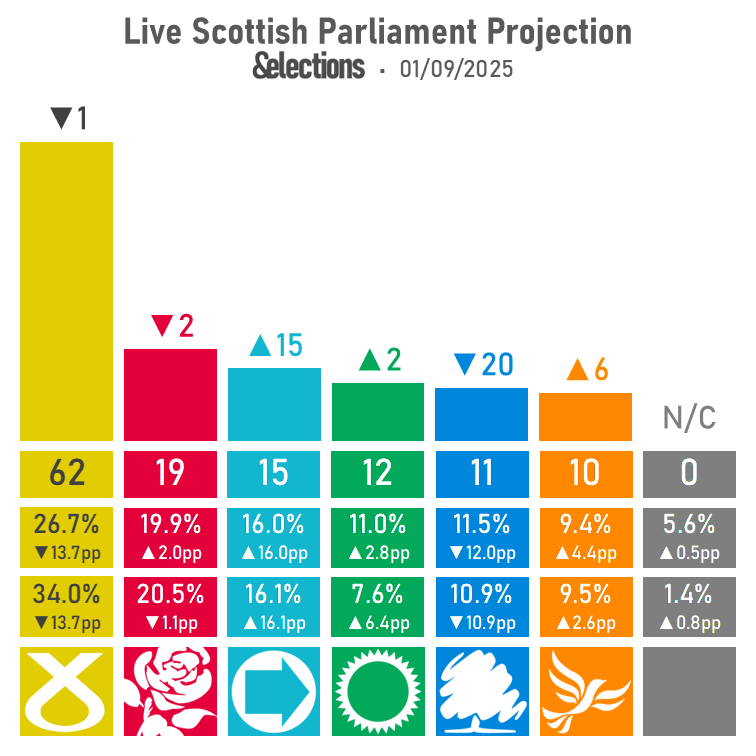 Live Scottish Parliament Projection
&elections · 01/09/2025
▼1
▼2
▲15
▲2
▼20
▲6
N/C
62 19 15 12 11 10 0
26.7% 19.9% 16.0% 11.0% 11.5% 9.4% 5.6%
▼13.7pp ▲2.0pp ▲16.0pp ▲2.8pp ▼12.0pp ▲4.4pp ▲0.5pp
34.0% 20.5% 16.1% 7.6% 10.9% 9.5% 1.4%
▼13.7pp ▼1.1pp ▲16.1pp ▲6.4pp ▼10.9pp ▲2.6pp ▲0.8pp